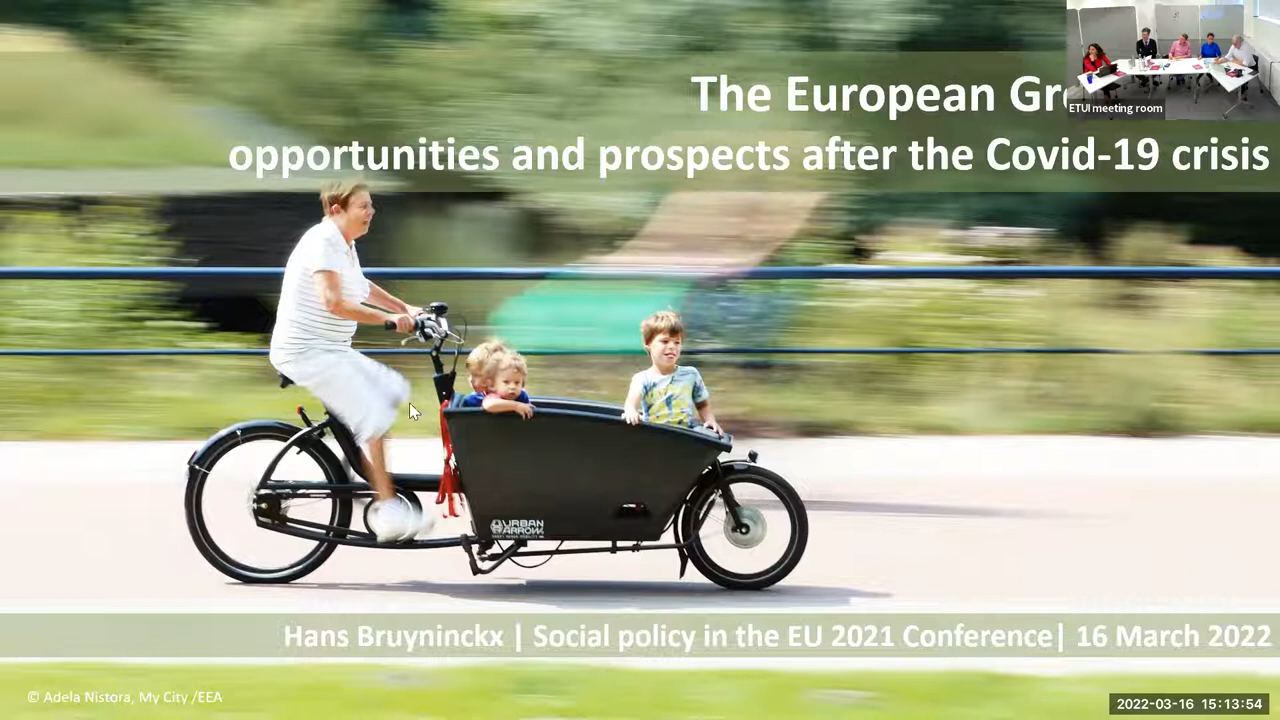 The European Gre
opportunities and prospects after the Covid-19 crisis
ETUI meeting room
URBAN
ARROW
Hans Bruyninckx | Social policy in the EU 2021 Conference| 16 March 2022
© Adela Nistora, My City /EEA
2022-03-16 15:13:54